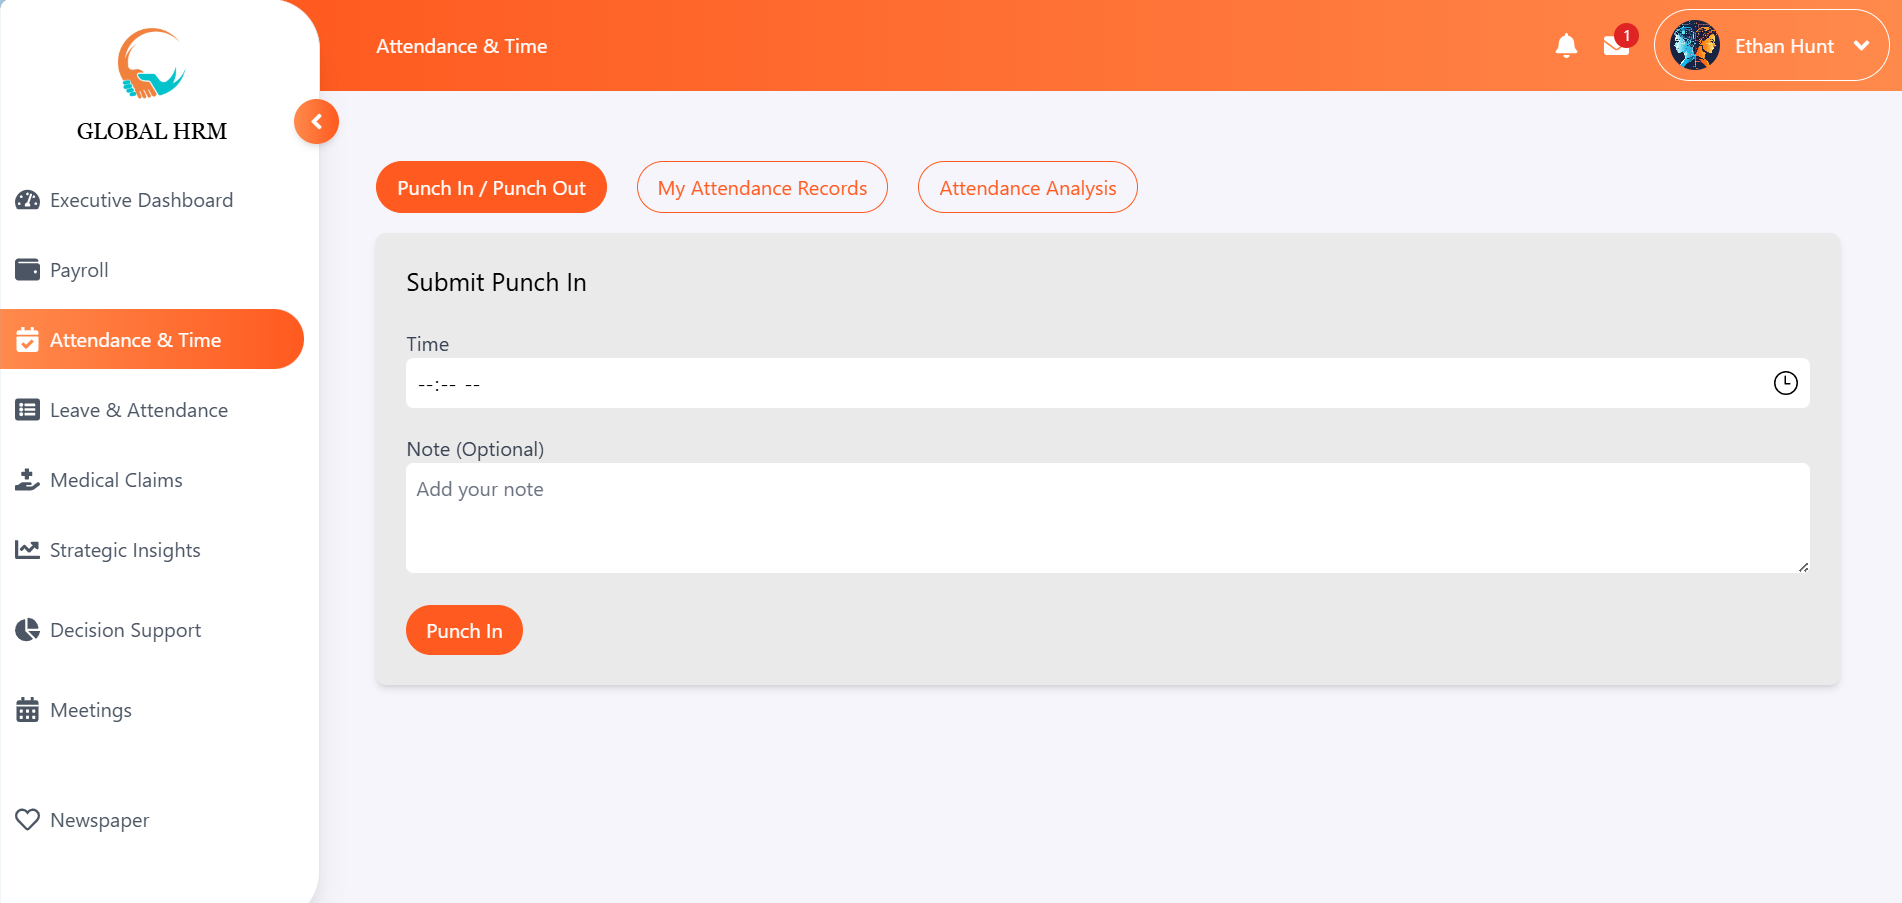 GLOBAL HRM
Executive Dashboard
Payroll
Attendance & Time
Leave & Attendance
Medical Claims
Strategic Insights
Decision Support
Meetings
Newspaper
Attendance & Time
1
Ethan Hunt
Punch In / Punch Out
My Attendance Records
Attendance Analysis
Submit Punch In
Time
--:-- --
Note (Optional)
Add your note
Punch In